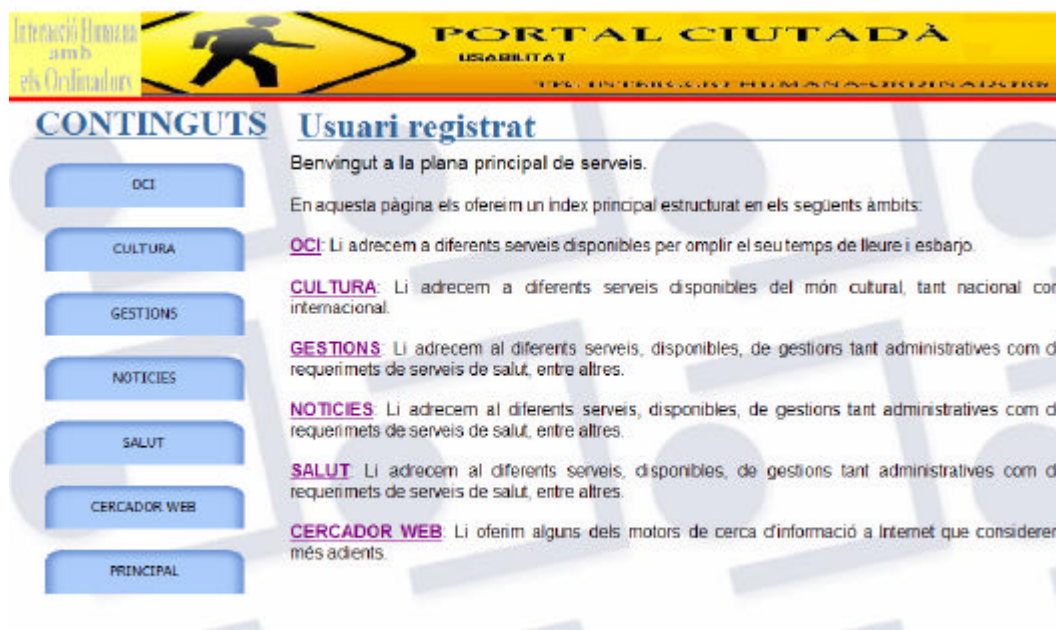 Interacció Humana
amb
els Ordinadors
PORTAL CIUTADÀ
USABILITAT
CONTINGUTS
Usuari registrat
OCI
CULTURA
GESTIONS
NOTICIES
SALUT
CERCADOR WEB
PRINCIPAL
Benvingut a la plana principal de serveis.
En aquesta pàgina els ofereim un índex principal estructurat en els següents àmbits:
OCI: Li adrecem a diferents serveis disponibles per omplir el seu temps de lleure i esbarjo.
CULTURA: Li adrecem a diferents serveis disponibles del món cultural, tant nacional com
internacional.
GESTIONS: Li adrecem al diferents serveis, disponibles, de gestions tant administratives com d
requerimets de serveis de salut, entre altres.
NOTICIES: Li adrecem al diferents serveis, disponibles, de gestions tant administratives com d
requerimets de serveis de salut, entre altres.
SALUT: Li adrecem al diferents serveis, disponibles, de gestions tant administratives com d
requerimets de serveis de salut, entre altres.
CERCADOR WEB: Li oferim alguns dels motors de cerca d'informació a Internet que considerem
més adients.